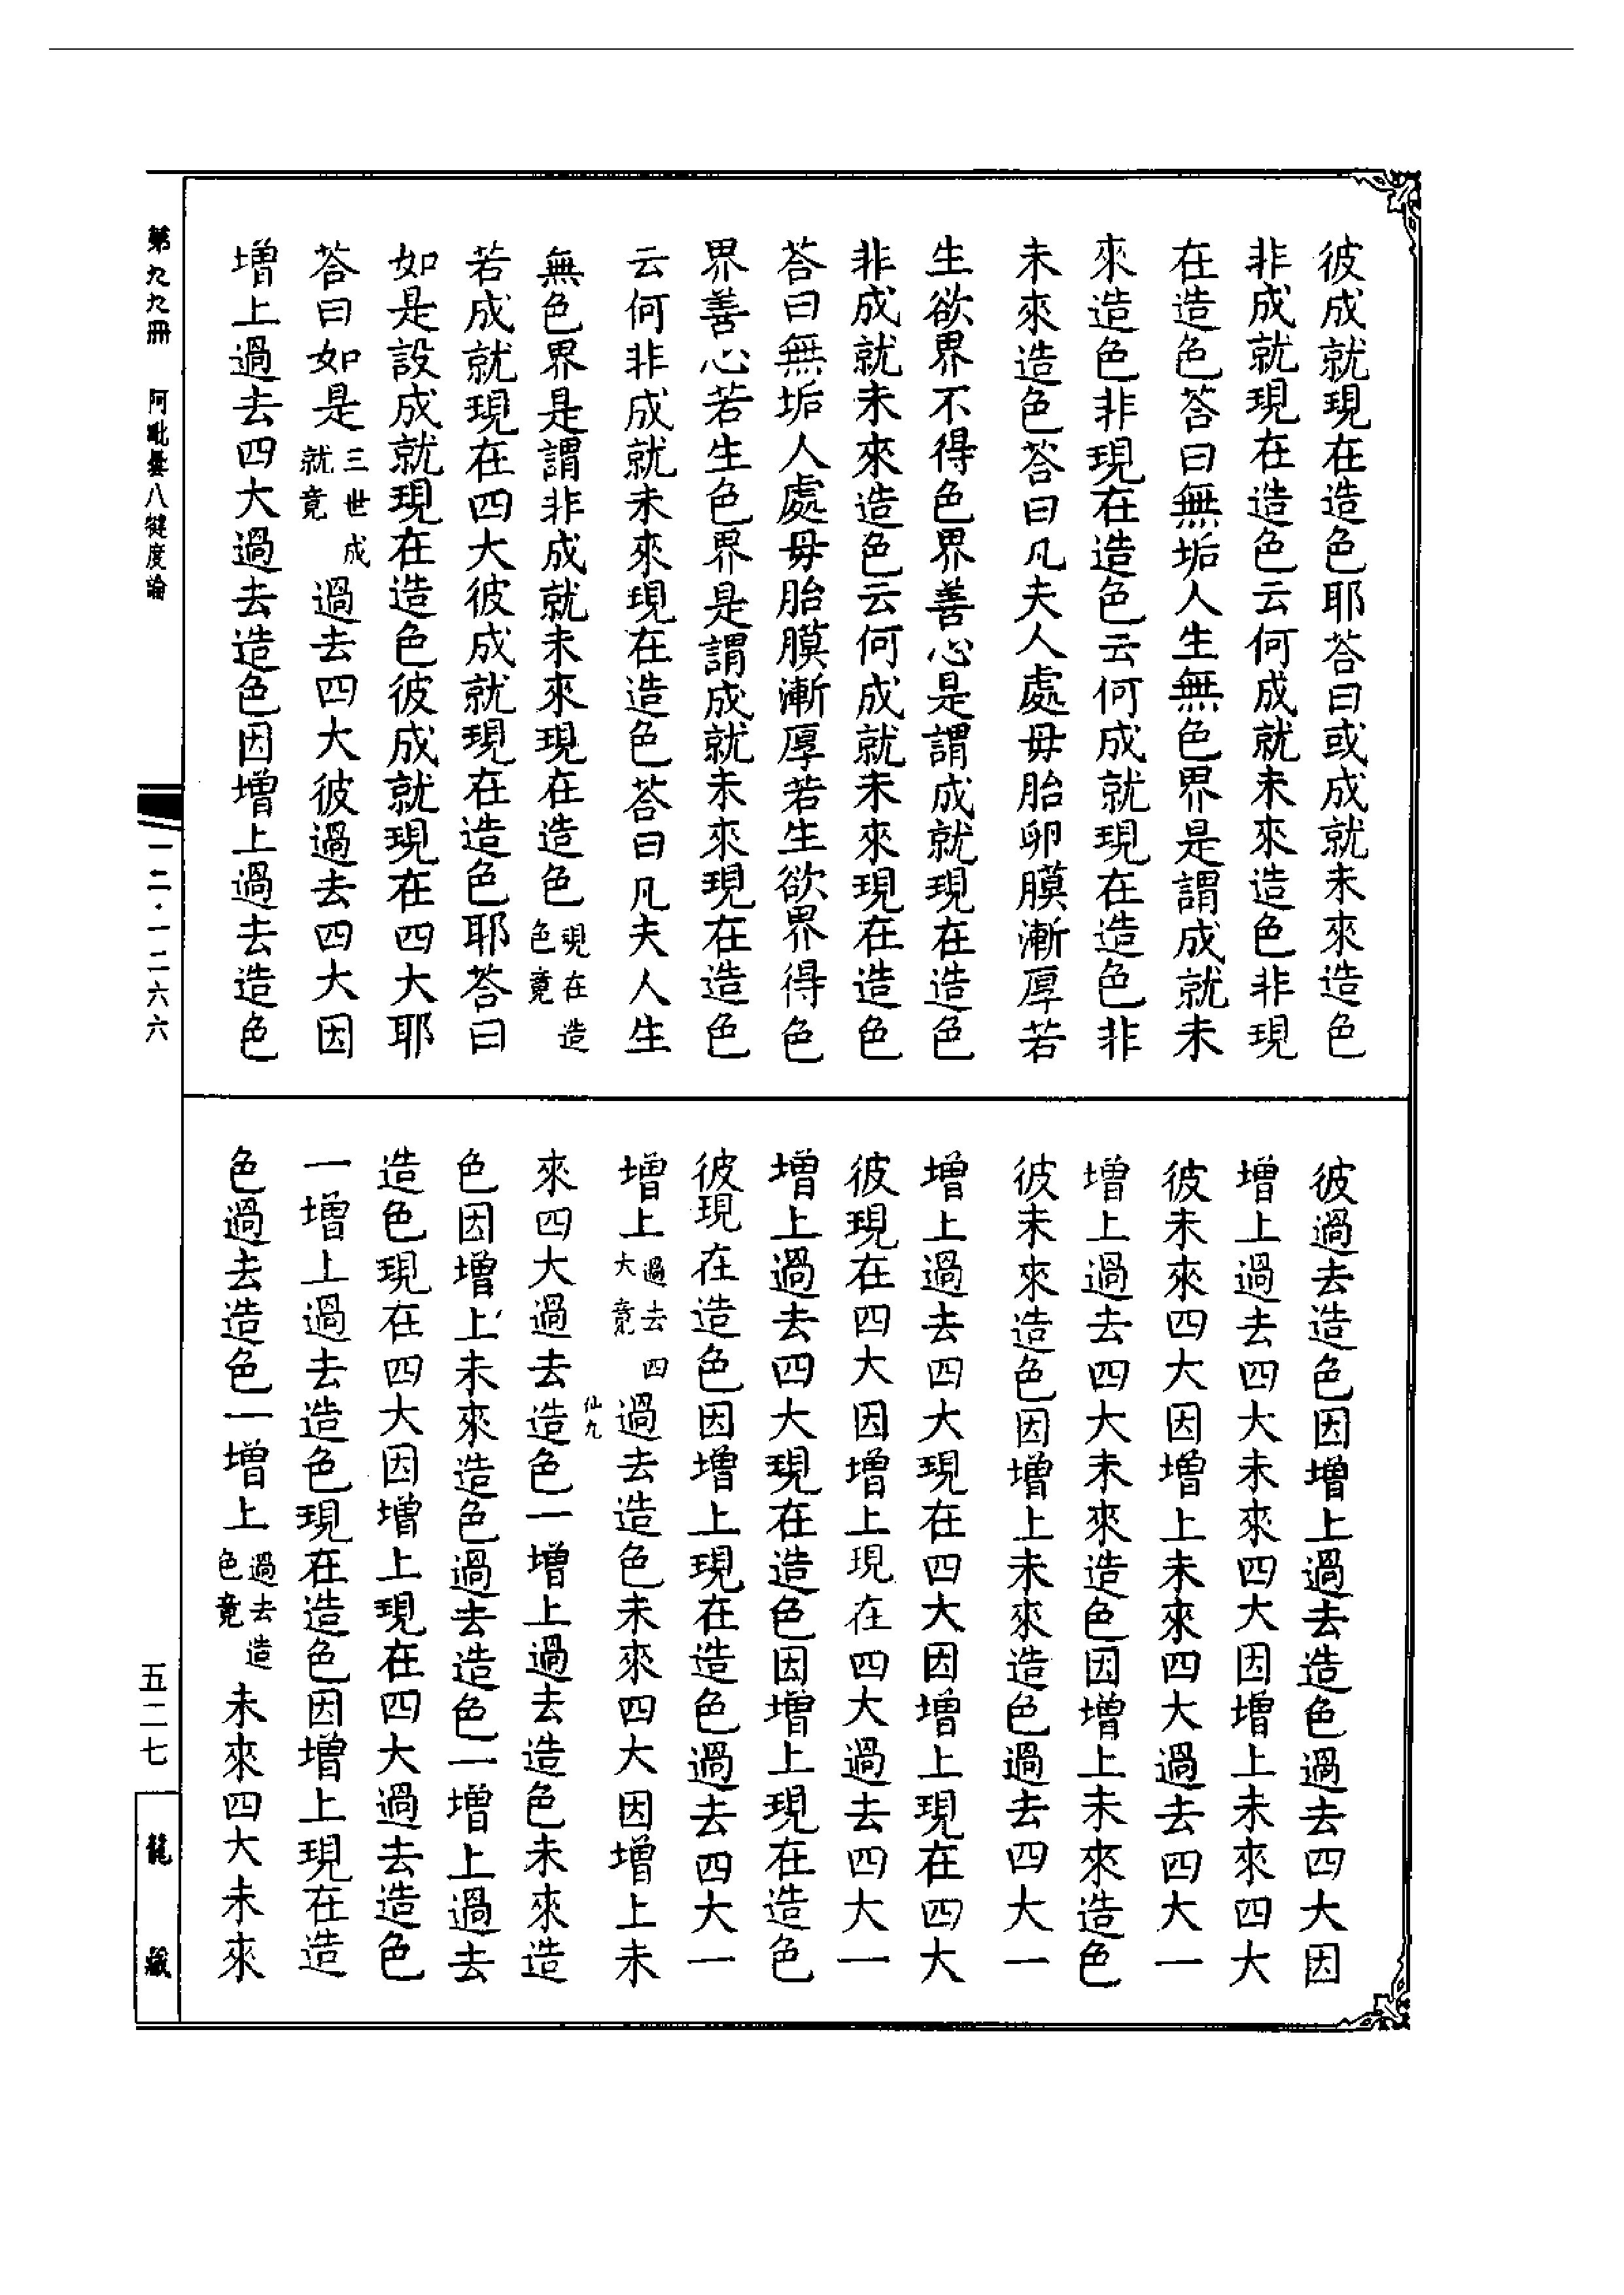 彼成就現在造色耶荅曰或成就未來造色
非成就現在造色云何成就未來造色非現
在造色荅曰無垢人生無色界是謂成就未
來造色非現在造色云何成就現在造色非
未來造色荅曰凡夫人處母胎卵膜漸厚若
生欲界不得色界善心是謂成就現在造色
非成就未來造色云何成就未來現在造色
荅曰無垢人處母胎膜漸厚若生欲界得色
界善心若生色界是謂成就未來現在造色
云何非成就未來現在造色荅曰凡夫人生
無色界是謂非成就未來現在造色現在造色竟
若成就現在四大彼成就現在造色耶荅曰
如是設成就現在造色彼成就現在四大耶
荅曰如是三世成就竟過去四大彼過去四大因
增上過去四大過去造色因增上過去造色
彼過去造色因增上過去造色過去四大因
增上過去四大未來四大因增上未來四大
彼未來四大因增上未來四大過去四大一
增上過去四大未來造色因增上未來造色
彼未來造色因增上未來造色過去四大一
增上過去四大現在四大因增上現在四大
彼現在四大因增上現在四大過去四大一
增上過去四大現在造色因增上現在造色
彼現在造色因增上現在造色過去四大一
增上過去四大竟過去造色未來四大因增上未
仙九
來四大過去造色一增上過去造色未來造
色因增上未來造色過去造色一增上過去
造色現在四大因增上現在四大過去造色
一增上過去造色現在造色因增上現在造
色過去造色一增上過去造色竟未來四大未來
第九九冊 阿毗曇八犍度論
一二·一二六六
五二七
龍藏